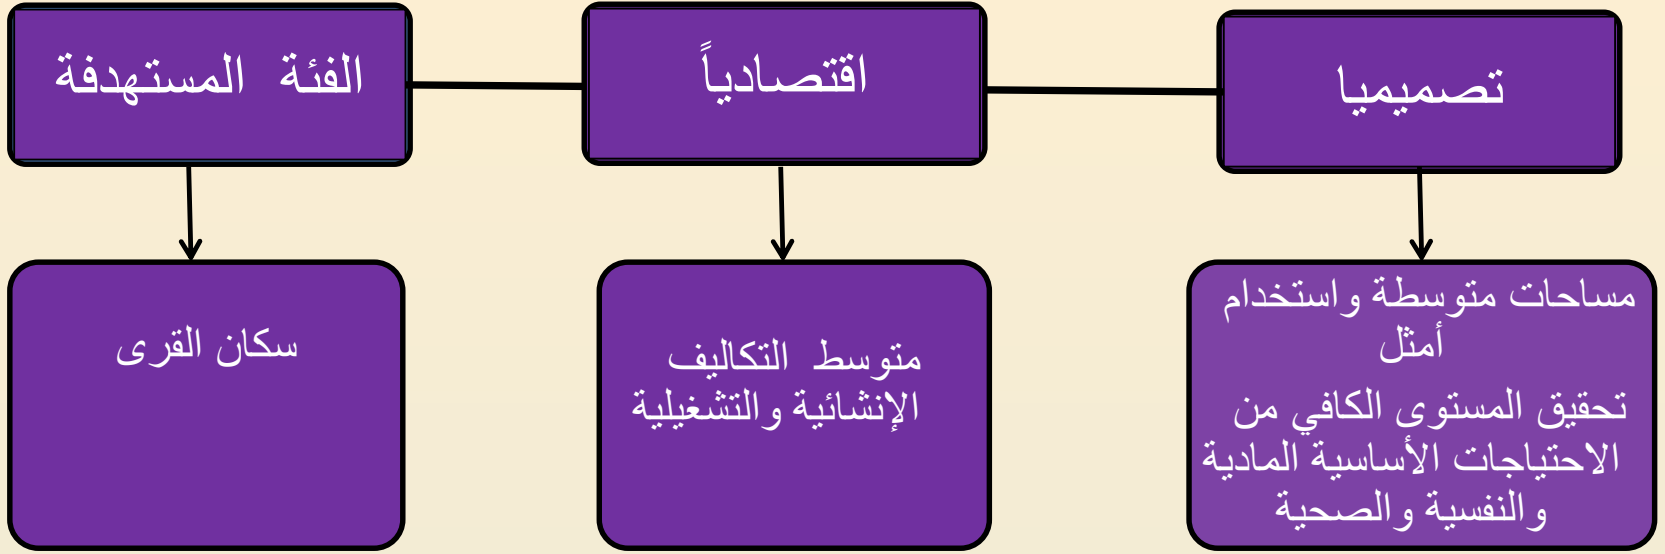 تصميميا
اقتصادياً
الفئة المستهدفة
مساحات متوسطة واستخدام
أمثل
تحقيق المستوى الكافي من
الاحتياجات الأساسية المادية
والنفسية والصحية
متوسط التكاليف
الإنشائية والتشغيلية
سكان القرى